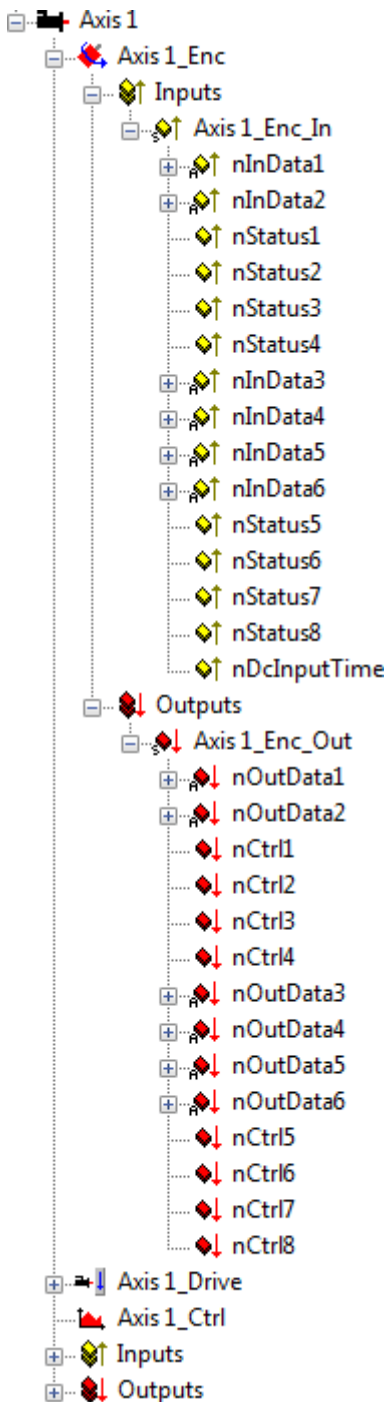 Axis 1
Axis 1_Enc
Inputs
Axis 1_Enc_In
nInData1
nInData2
nStatus1
nStatus2
nStatus3
nStatus4
nInData3
nInData4
nInData5
nInData6
nStatus5
nStatus6
nStatus7
nStatus8
nDcInputTime
Outputs
Axis 1_Enc_Out
nOutData1
nOutData2
nCtrl1
nCtrl2
nCtrl3
nCtrl4
nOutData3
nOutData4
nOutData5
nOutData6
nCtrl5
nCtrl6
nCtrl7
nCtrl8
Axis 1_Drive
Axis 1_Ctrl
Inputs
Outputs